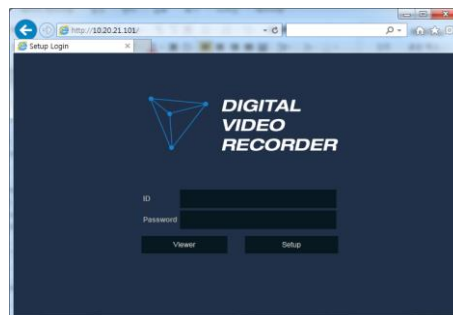 http://10.20.21.101/
Setup Login
DIGITAL
VIDEO
RECORDER
ID
Password
Viewer
Setup